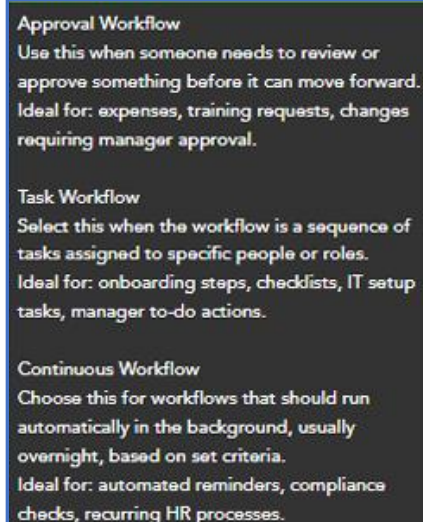 Approval Workflow
Use this when someone needs to review or
approve something before it can move forward.
Ideal for: expenses, training requests, changes
requiring manager approval.
Task Workflow
Select this when the workflow is a sequence of
tasks assigned to specific people or roles.
Ideal for: onboarding steps, checklists, IT setup
tasks, manager to-do actions.
Continuous Workflow
Choose this for workflows that should run
automatically in the background, usually
overnight, based on set criteria.
Ideal for: automated reminders, compliance
checks, recurring HR processes.